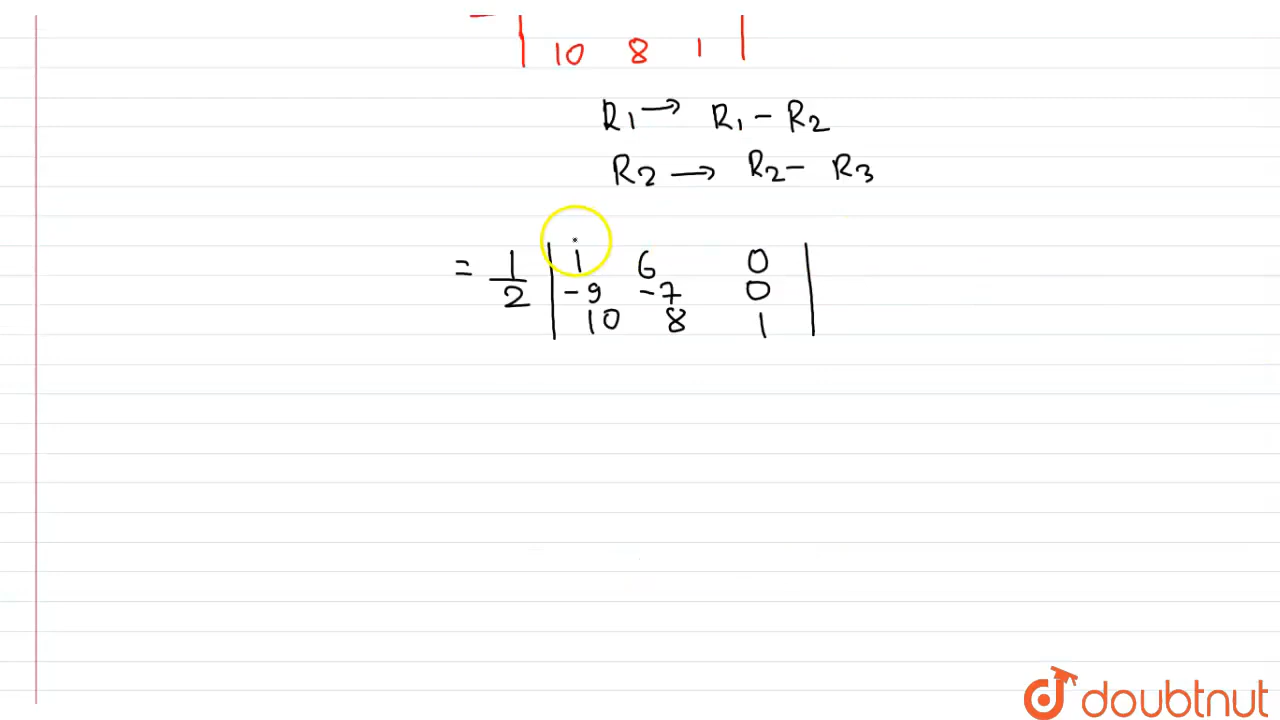 10 8 1
R1 → R1 - R2
R2 → R2 - R3
= 1/2 | 1 6 0 |
| -9 -7 0 |
| 10 8 1 |
doubtnut